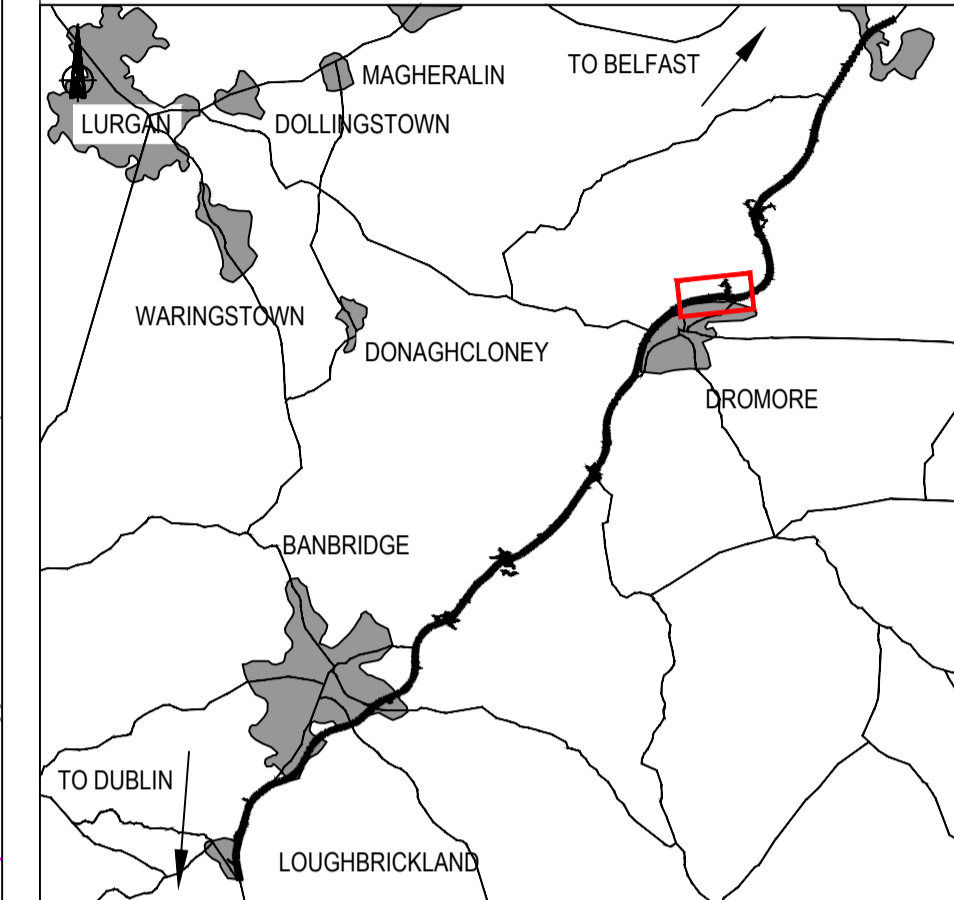 TO BELFAST
MAGHERALIN
LURGAN
DOLLINGSTOWN
WARINGSTOWN
DONAGHCLONEY
DROMORE
BANBRIDGE
TO DUBLIN
LOUGHBRICKLAND